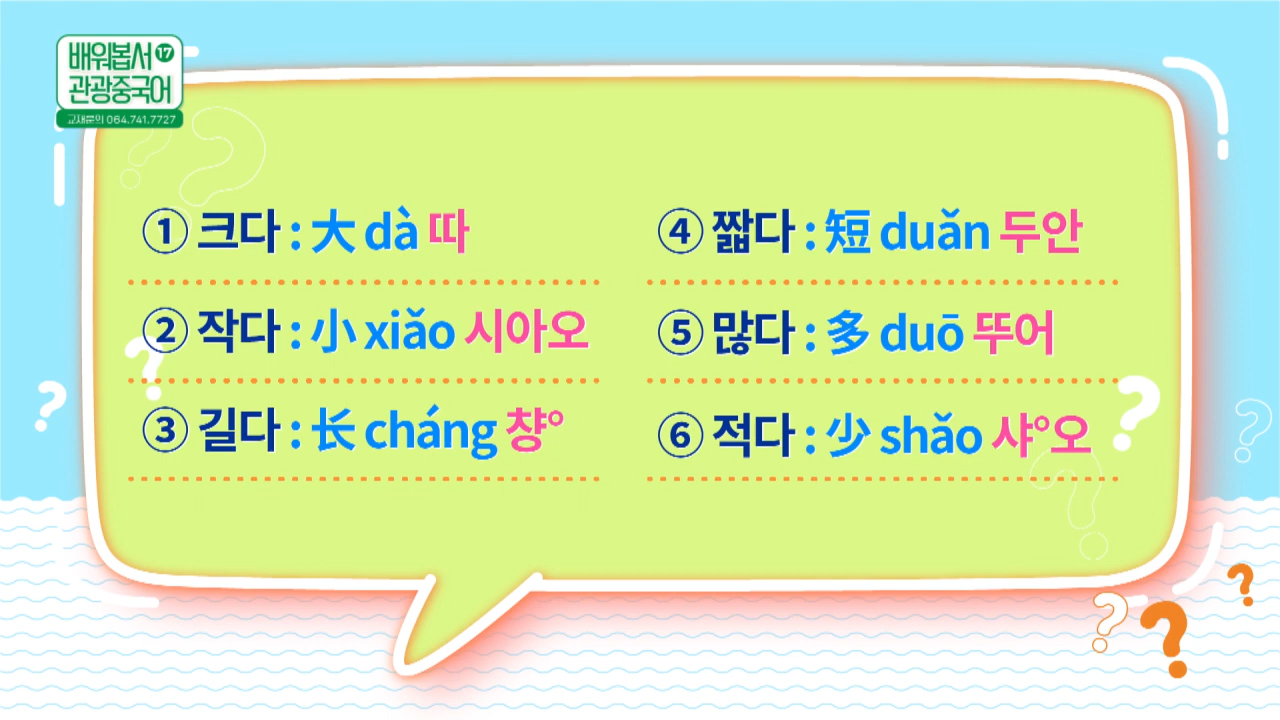 배워봅서 17
관광중국어
교재문의 064.741.7727
① 크다 : 大 dà 따
② 작다 : 小 xiǎo 시아오
③ 길다 : 长 cháng 챵°
④ 짧다 : 短 duǎn 두안
⑤ 많다 : 多 duō 뚜어
⑥ 적다 : 少 shǎo 샤°오